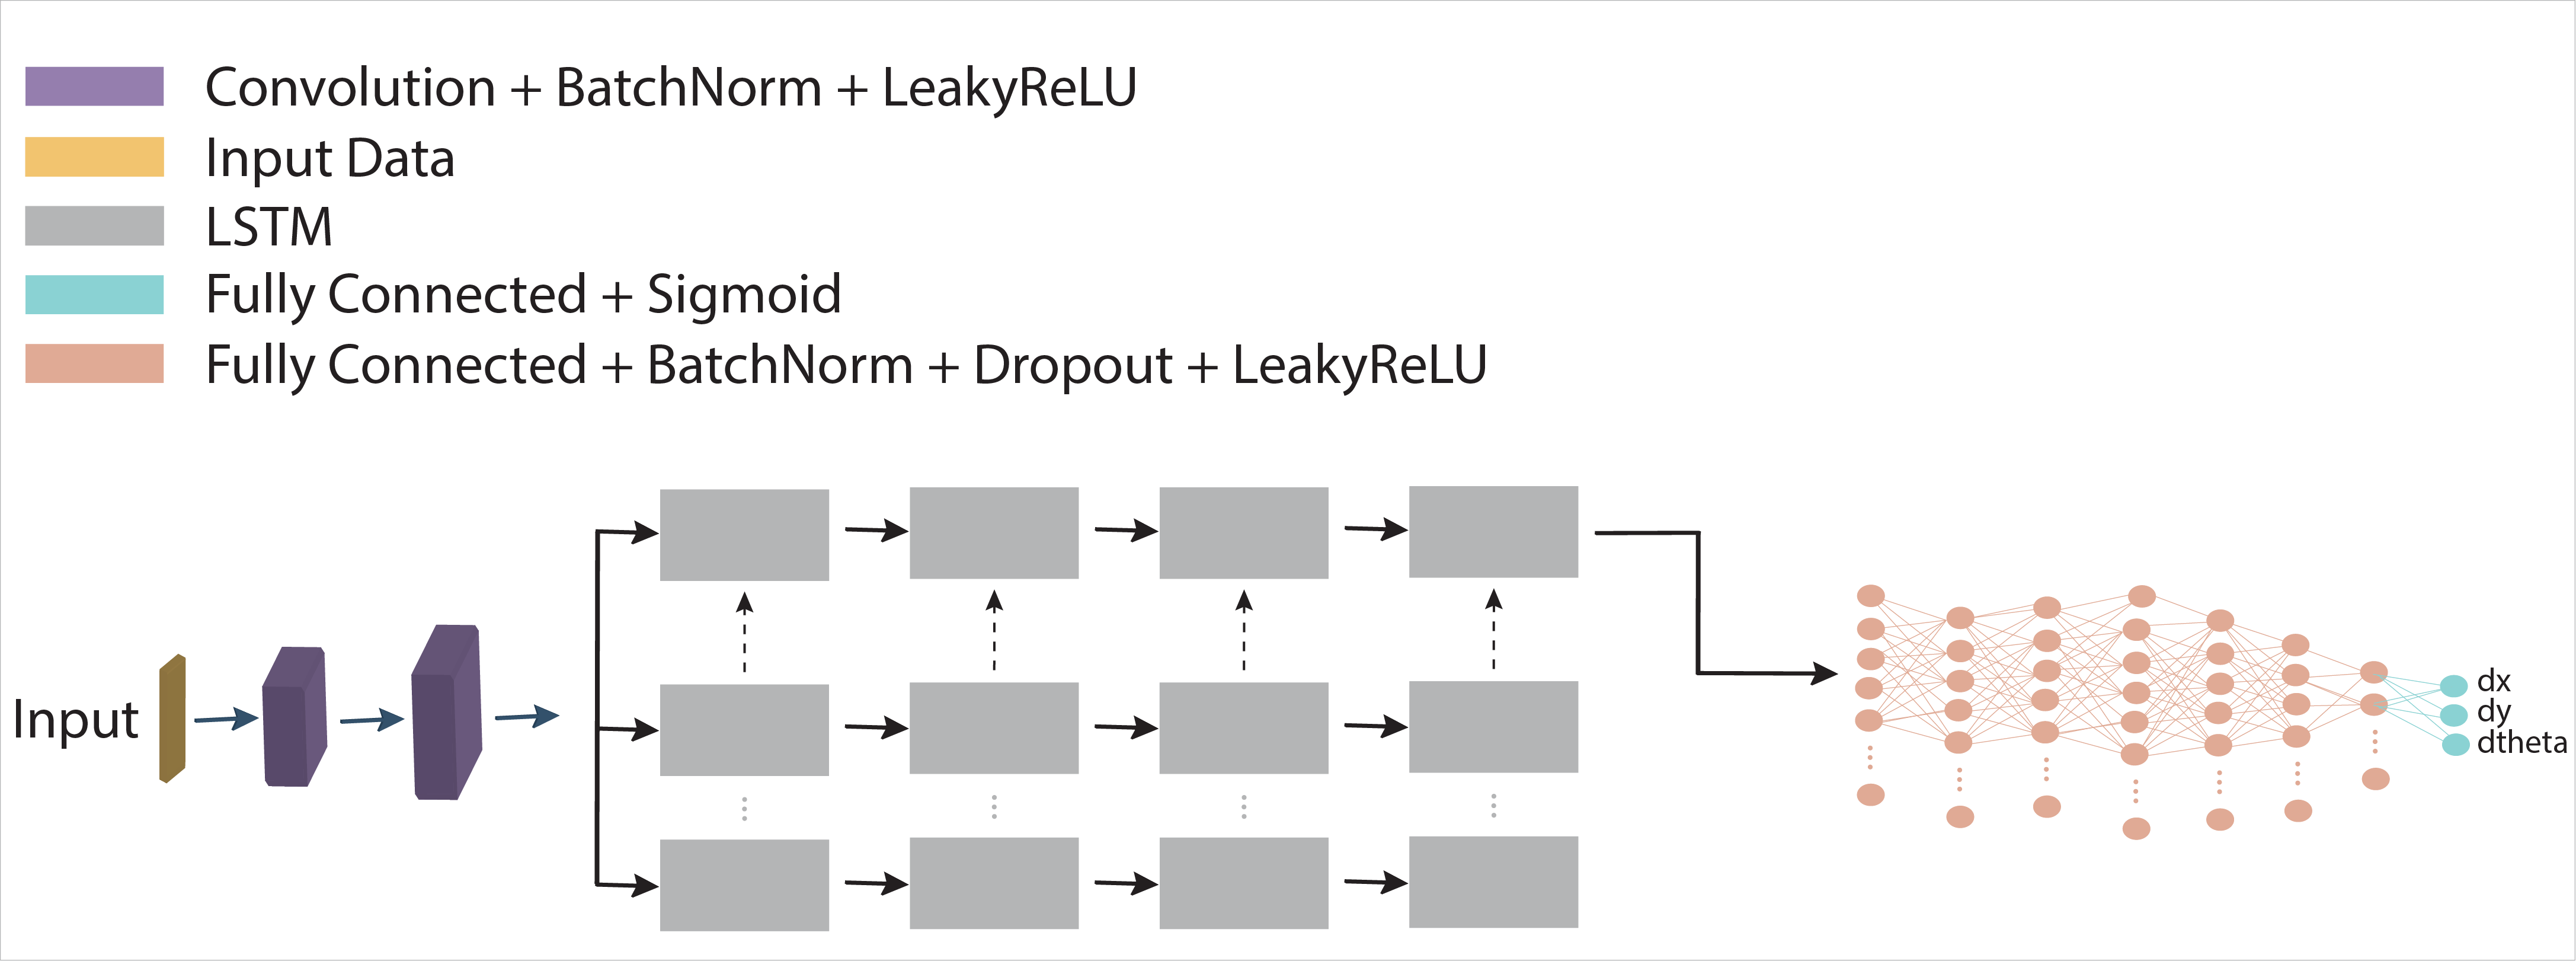 Convolution + BatchNorm + LeakyReLU
Input Data
LSTM
Fully Connected + Sigmoid
Fully Connected + BatchNorm + Dropout + LeakyReLU
Input
dx
dy
dtheta